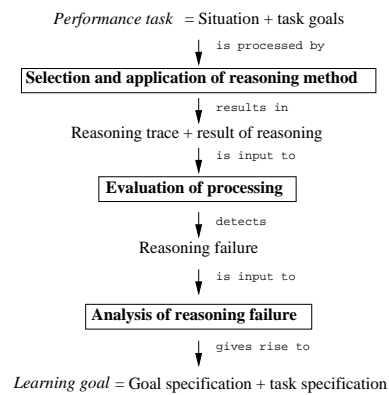 Performance task = Situation + task goals
is processed by
Selection and application of reasoning method
results in
Reasoning trace + result of reasoning
is input to
Evaluation of processing
detects
Reasoning failure
is input to
Analysis of reasoning failure
gives rise to
Learning goal = Goal specification + task specification